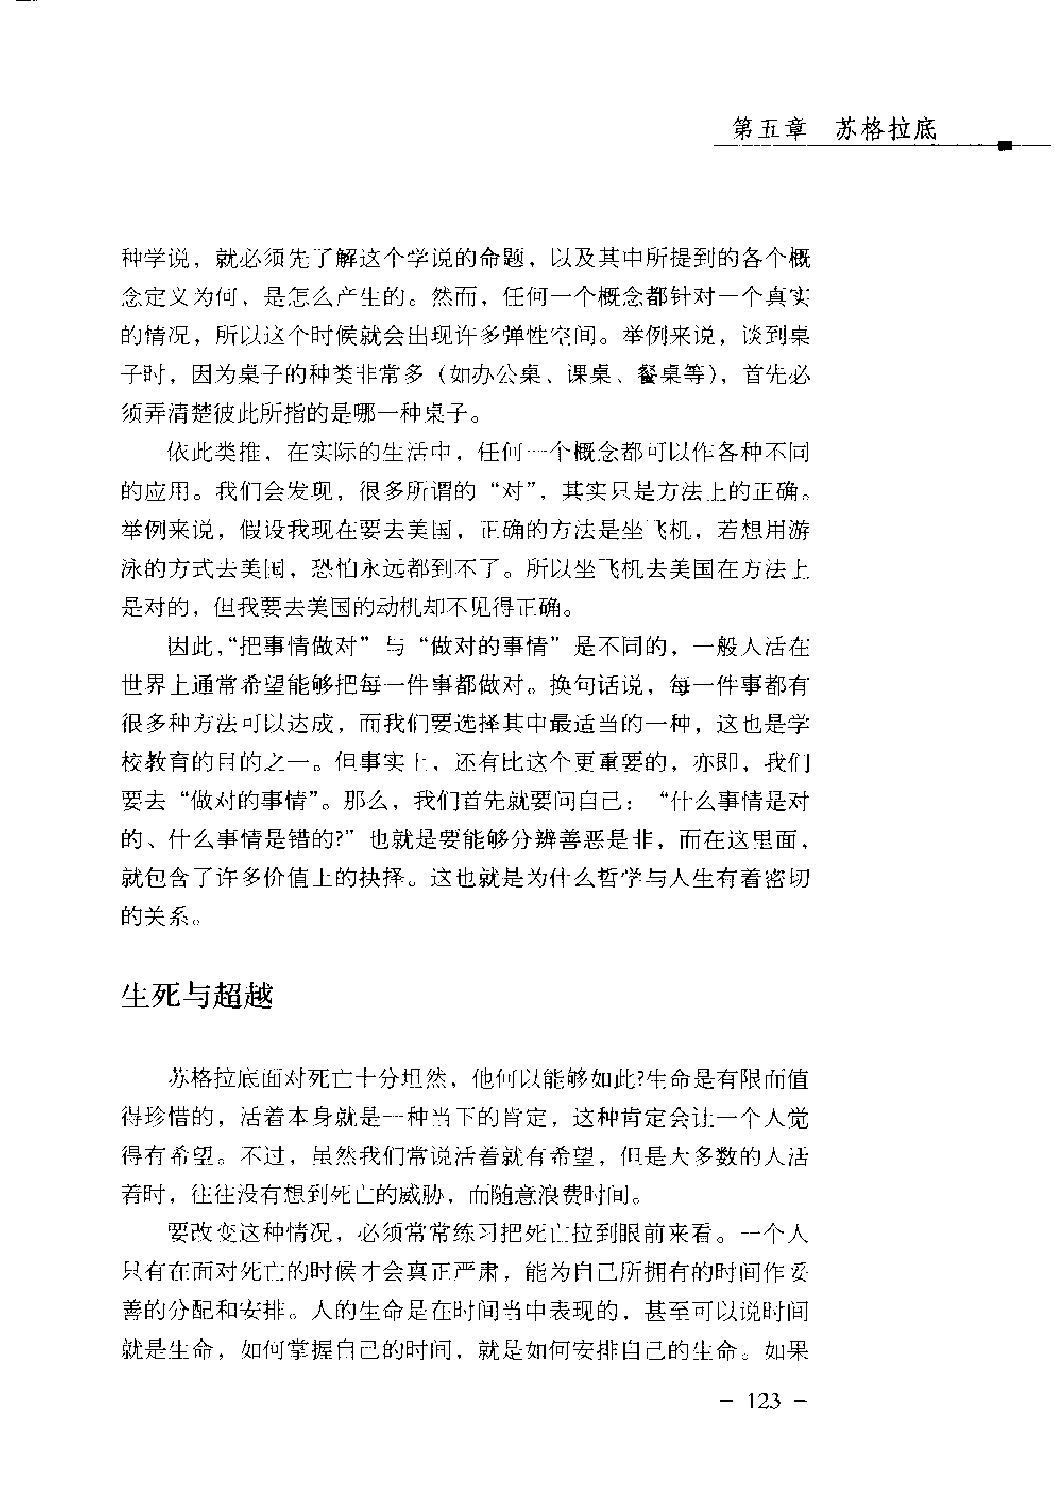 第五章　苏格拉底
种学说，就必须先了解这个学说的命题，以及其中所提到的各个概
念定义为何，是怎么产生的。然而，任何一个概念都针对一个真实
的情况，所以这个时候就会出现许多弹性空间。举例来说，谈到桌
子时，因为桌子的种类非常多（如办公桌、课桌、餐桌等），首先必
须弄清楚彼此所指的是哪一种桌子。
依此类推，在实际的生活中，任何一个概念都可以作各种不同
的应用。我们会发现，很多所谓的“对”，其实只是方法上的正确。
举例来说，假设我现在要去美国，正确的方法是坐飞机，若想用游
泳的方式去美国，恐怕永远都到不了。所以坐飞机去美国在方法上
是对的，但我要去美国的动机却不见得正确。
因此，“把事情做对”与“做对的事情”是不同的，一般人活在
世界上通常希望能够把每一件事都做对。换句话说，每一件事都有
很多种方法可以达成，而我们要选择其中最适当的一种，这也是学
校教育的目的之一。但事实上，还有比这个更重要的，亦即，我们
要去“做对的事情”。那么，我们首先就要问自己：“什么事情是对
的、什么事情是错的?”也就是要能够分辨善恶是非，而在这里面，
就包含了许多价值上的抉择。这也就是为什么哲学与人生有着密切
的关系。
生死与超越
苏格拉底面对死亡十分坦然，他何以能够如此?生命是有限而值
得珍惜的，活着本身就是一种当下的肯定，这种肯定会让一个人觉
得有希望。不过，虽然我们常说活着就有希望，但是大多数的人活
着时，往往没有想到死亡的威胁，而随意浪费时间。
要改变这种情况，必须常常练习把死亡拉到眼前来看。一个人
只有在面对死亡的时候才会真正严肃，能为自己所拥有的时间作妥
善的分配和安排。人的生命是在时间当中表现的，甚至可以说时间
就是生命，如何掌握自己的时间，就是如何安排自己的生命。如果
– 123 –